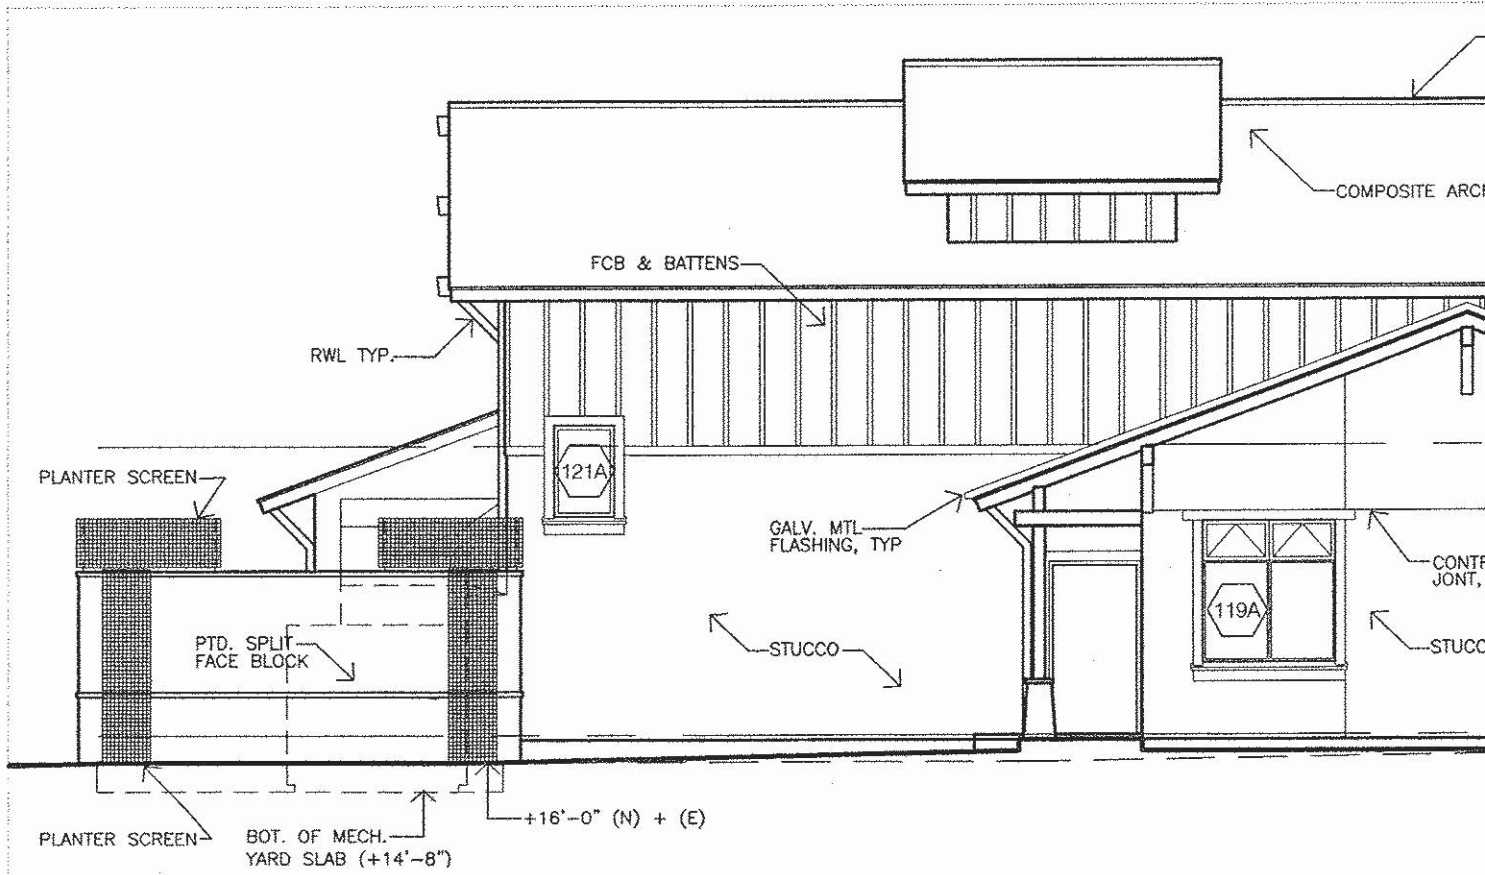 COMPOSITE ARCH
FCB & BATTENS
RWL TYP.
PLANTER SCREEN
121A
GALV. MTL
FLASHING, TYP
CONTR
JONT,
119A
PTD. SPLIT
FACE BLOCK
STUCCO
STUCC
+16'-0" (N) + (E)
PLANTER SCREEN
BOT. OF MECH.
YARD SLAB (+14'-8")